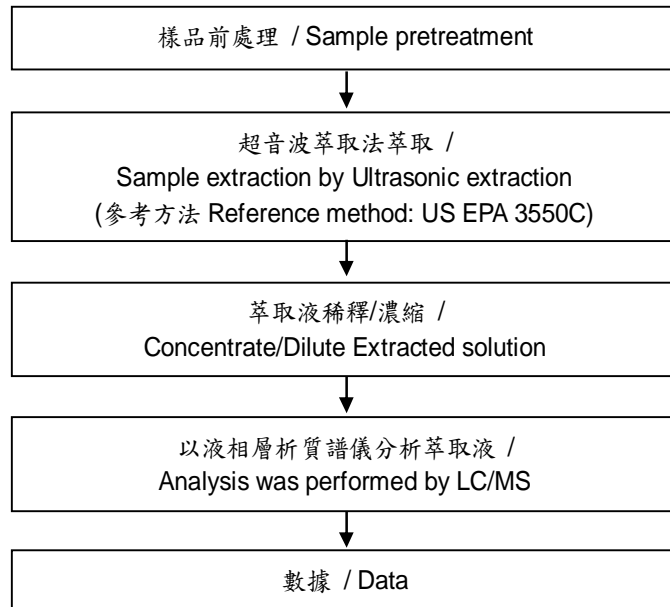 樣品前處理 / Sample pretreatment
超音波萃取法萃取 /
Sample extraction by Ultrasonic extraction
(參考方法 Reference method: US EPA 3550C)
萃取液稀釋/濃縮 /
Concentrate/Dilute Extracted solution
以液相層析質譜儀分析萃取液 /
Analysis was performed by LC/MS
數據 / Data